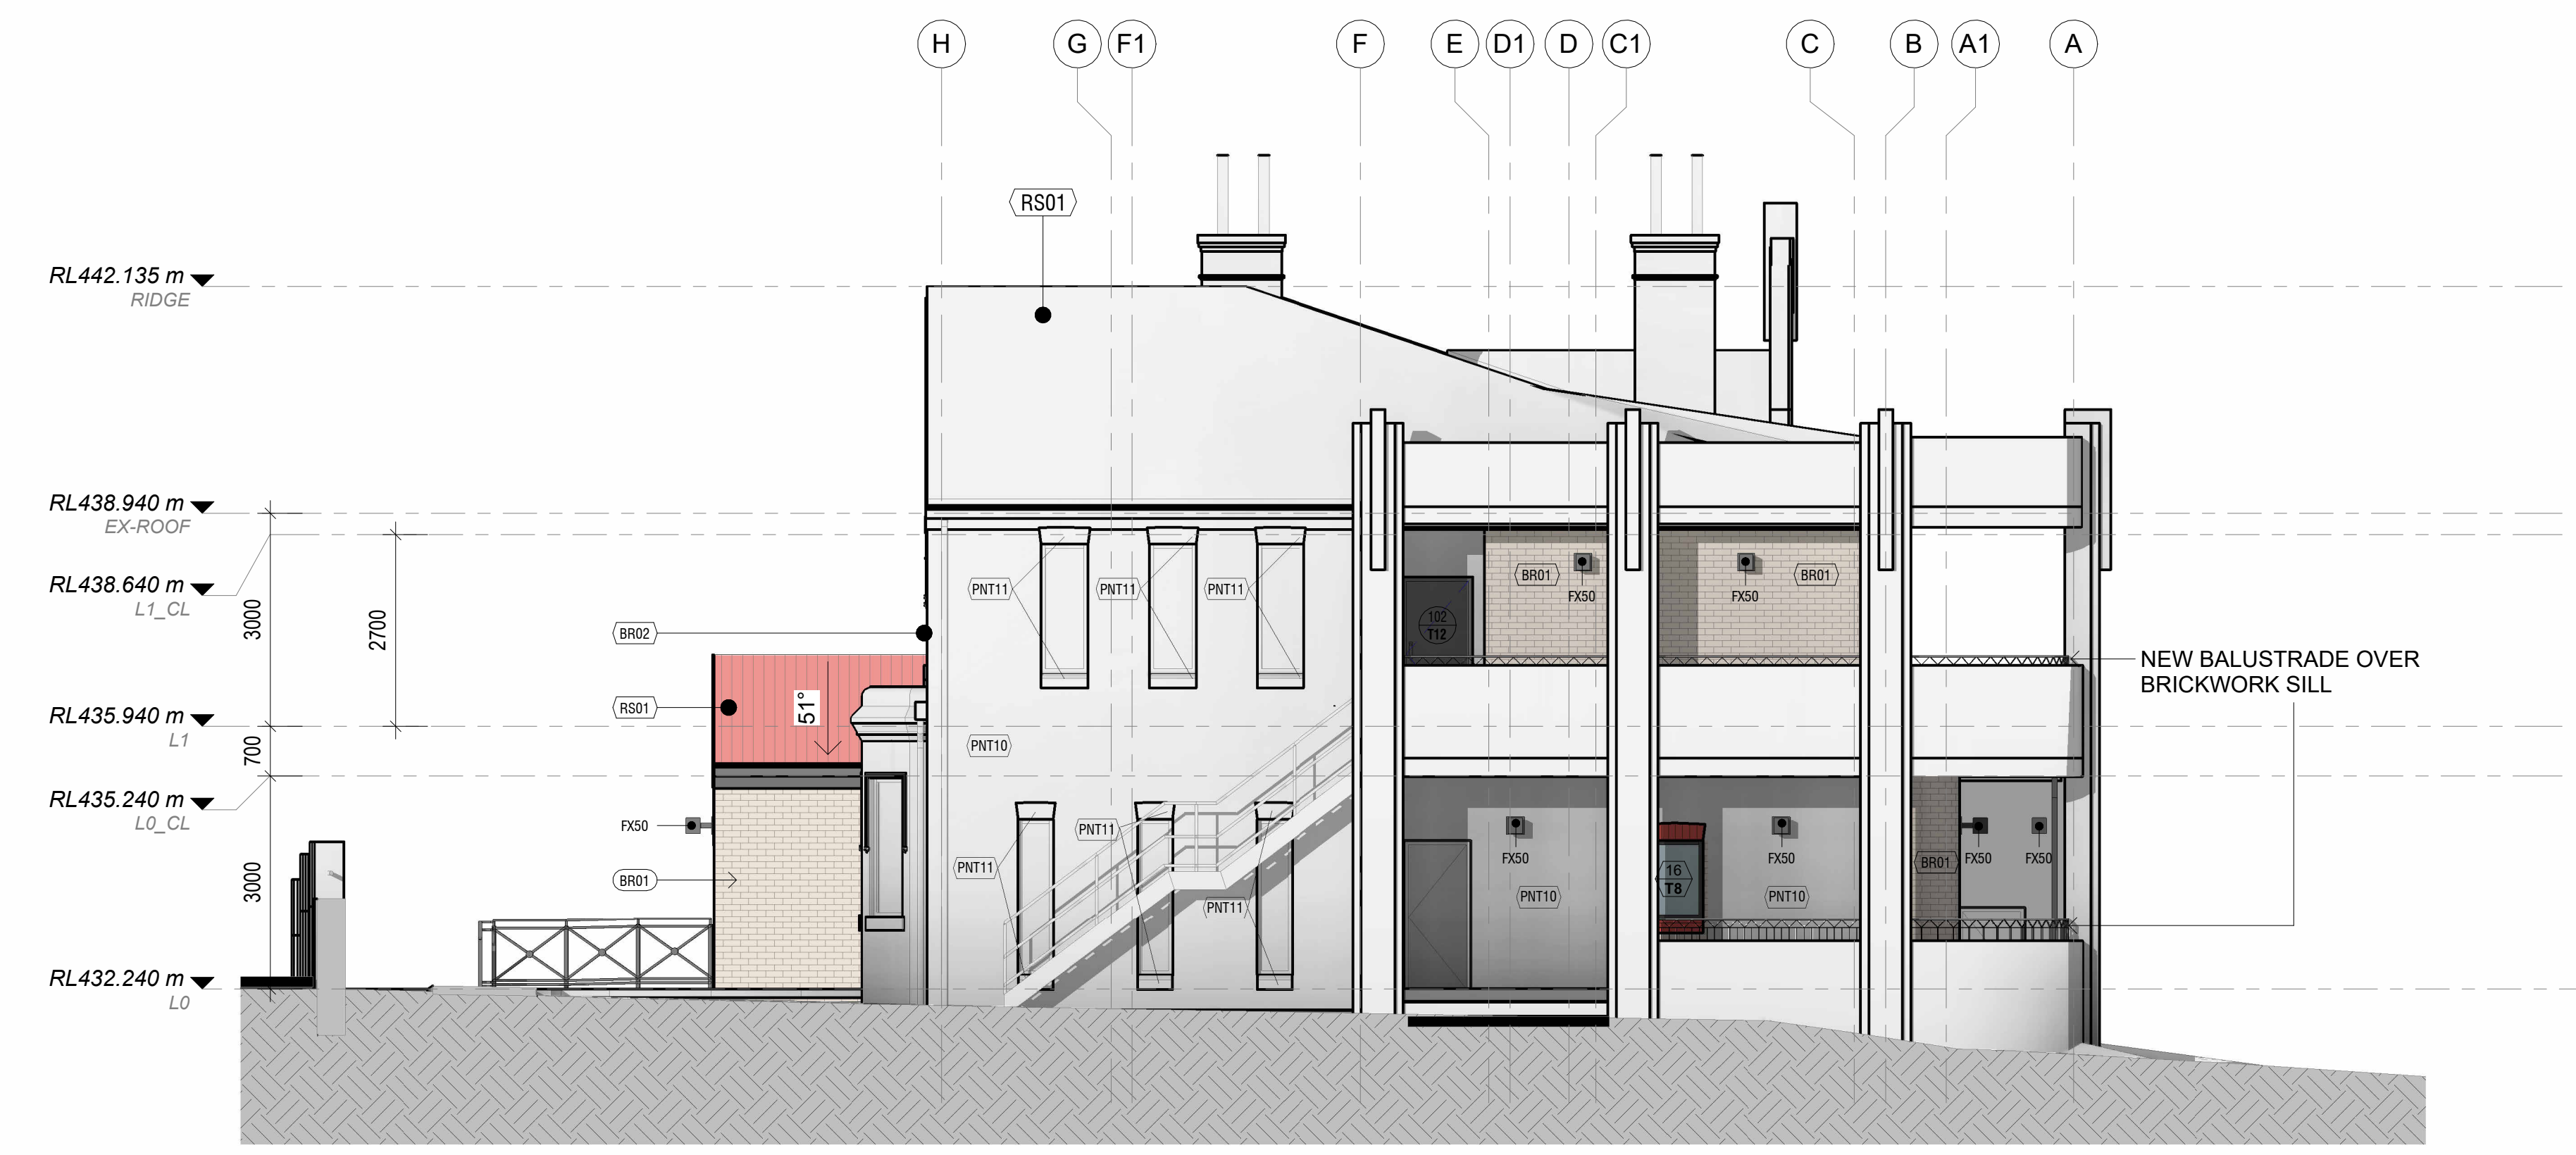 H G F1 F E D1 D C1 C B A1 A
RS01
RL442.135 m
RIDGE
RL438.940 m
EX-ROOF
RL438.640 m
L1_CL
3000
2700
RL435.940 m
L1
700
RL435.240 m
L0_CL
3000
RL432.240 m
L0
BR02
RS01
51°
FX50
BR01
PNT11 PNT11 PNT11
PNT10
PNT11
PNT11
PNT11
BR01
FX50
FX50
BR01
102
T12
NEW BALUSTRADE OVER
BRICKWORK SILL
FX50
PNT10
16
T8
FX50
PNT10
BR01
FX50
FX50